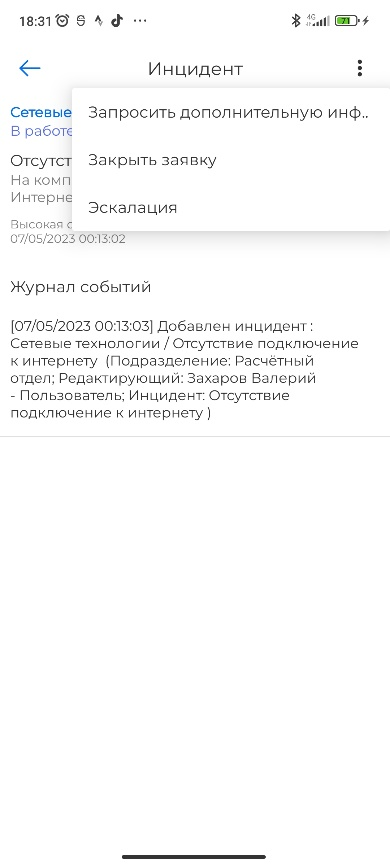 18:31
4G
71
Инцидент
Запросить дополнительную инф..
Закрыть заявку
Эскалация
Сетевые
В работе
Отсутст
На комп
Интерне
Высокая с
07/05/2023 00:13:02
Журнал событий
[07/05/2023 00:13:03] Добавлен инцидент :
Сетевые технологии / Отсутствие подключение
к интернету (Подразделение: Расчётный
отдел; Редактирующий: Захаров Валерий
- Пользователь; Инцидент: Отсутствие
подключение к интернету )